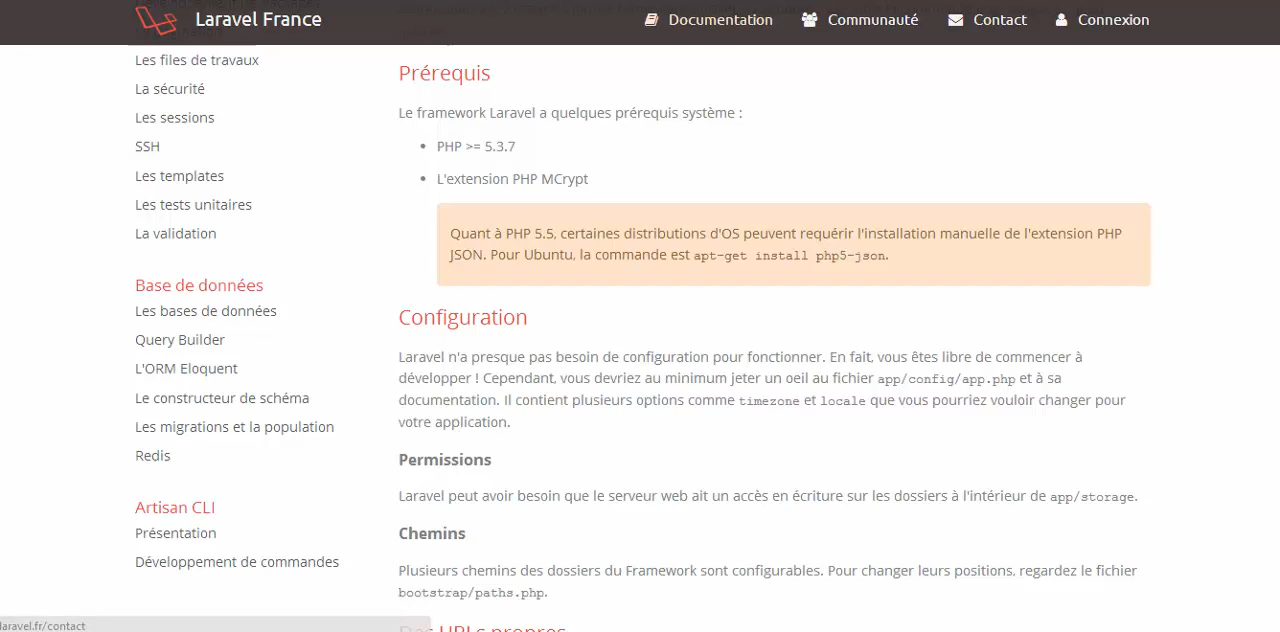 Laravel France
Documentation
Communauté
Contact
Connexion
Les files de travaux
La sécurité
Les sessions
SSH
Les templates
Les tests unitaires
La validation
Base de données
Les bases de données
Query Builder
L'ORM Eloquent
Le constructeur de schéma
Les migrations et la population
Redis
Artisan CLI
Présentation
Développement de commandes
Prérequis
Le framework Laravel a quelques prérequis système :
• PHP >= 5.3.7
• L'extension PHP MCrypt
Quant à PHP 5.5, certaines distributions d'OS peuvent requérir l'installation manuelle de l'extension PHP
JSON. Pour Ubuntu, la commande est apt-get install php5-json.
Configuration
Laravel n'a presque pas besoin de configuration pour fonctionner. En fait, vous êtes libre de commencer à
développer ! Cependant, vous devriez au minimum jeter un oeil au fichier app/config/app.php et à sa
documentation. Il contient plusieurs options comme timezone et locale que vous pourriez vouloir changer pour
votre application.
Permissions
Laravel peut avoir besoin que le serveur web ait un accès en écriture sur les dossiers à l'intérieur de app/storage.
Chemins
Plusieurs chemins des dossiers du Framework sont configurables. Pour changer leurs positions, regardez le fichier
bootstrap/paths.php.
Des URLs propres
laravel.fr/contact